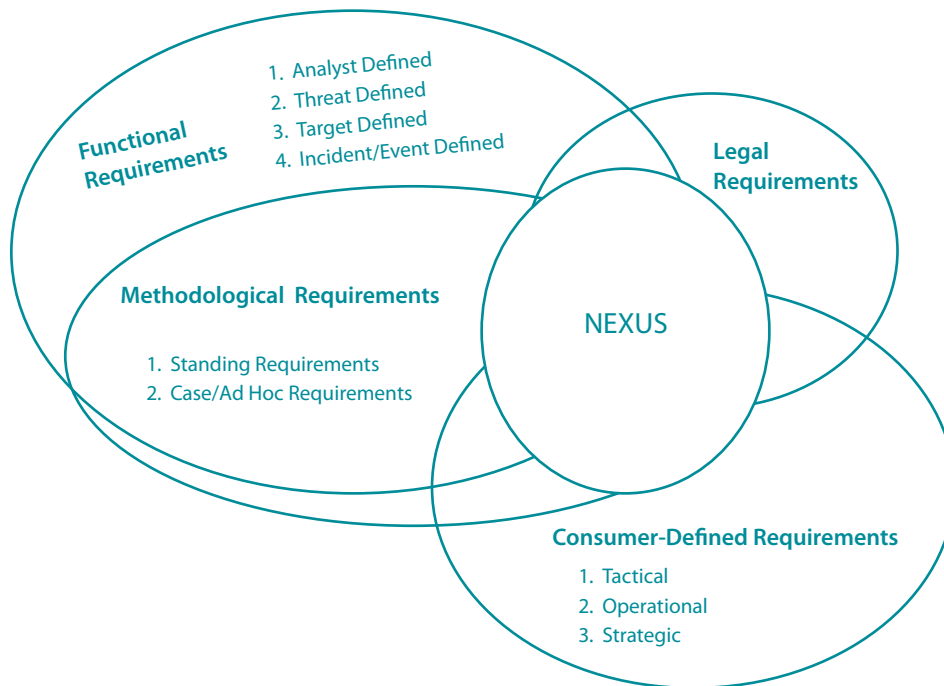 Functional
Requirements
1. Analyst Defined
2. Threat Defined
3. Target Defined
4. Incident/Event Defined
Legal
Requirements
Methodological Requirements
1. Standing Requirements
2. Case/Ad Hoc Requirements
NEXUS
Consumer-Defined Requirements
1. Tactical
2. Operational
3. Strategic